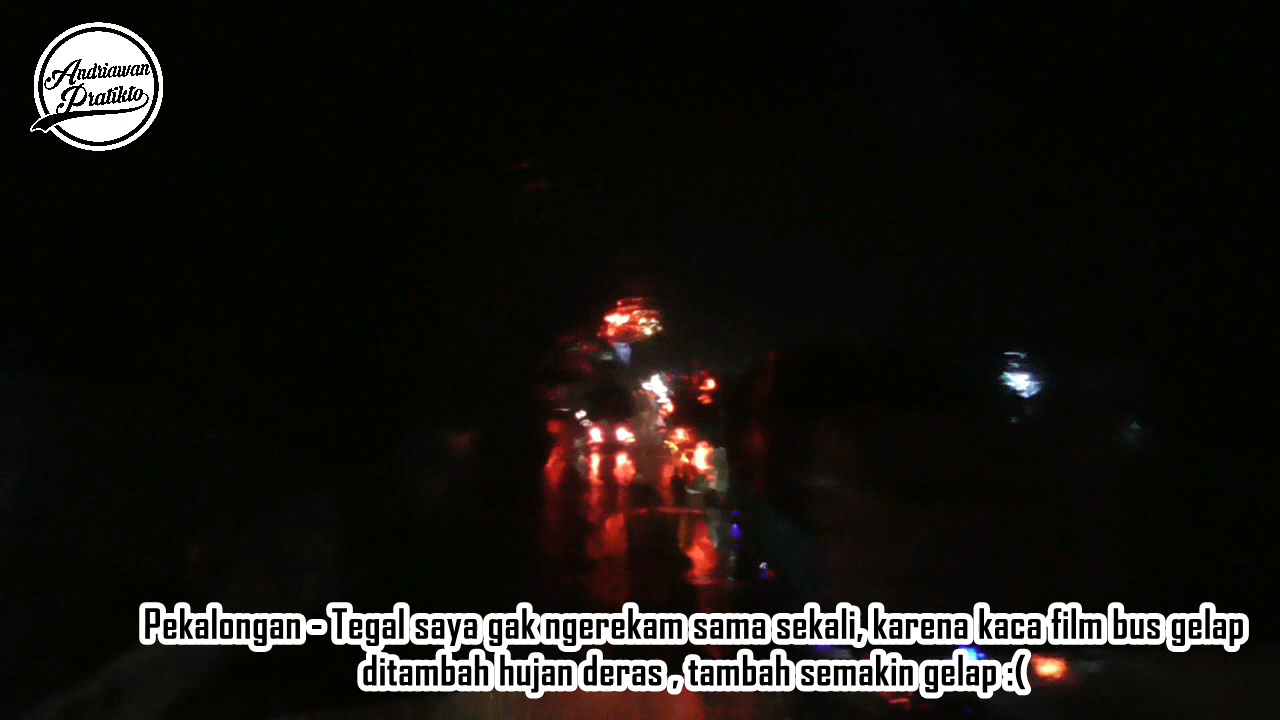 Andriawan
Pratikto
Pekalongan - Tegal saya gak ngerekam sama sekali, karena kaca film bus gelap
ditambah hujan deras , tambah semakin gelap :(